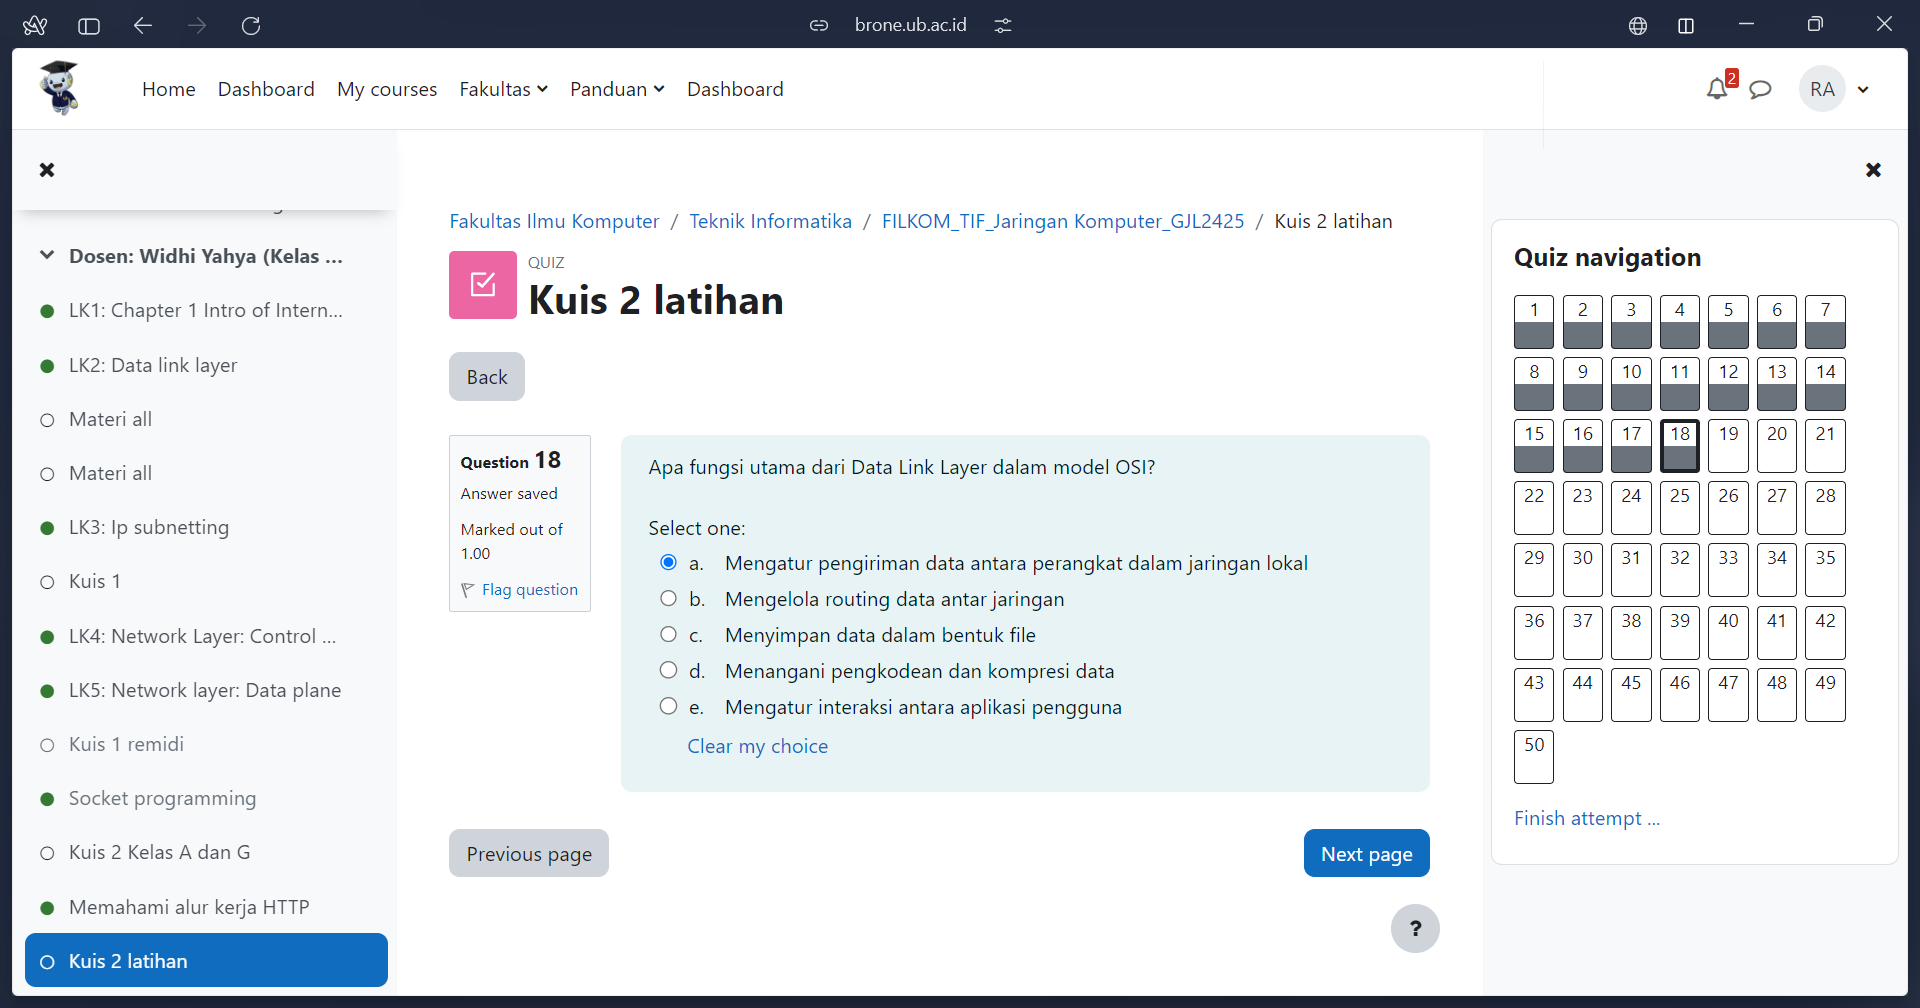 brone.ub.ac.id
Home Dashboard My courses Fakultas Panduan Dashboard
2
RA
Dosen: Widhi Yahya (Kelas ...
LK1: Chapter 1 Intro of Intern...
LK2: Data link layer
Materi all
Materi all
LK3: Ip subnetting
Kuis 1
LK4: Network Layer: Control ...
LK5: Network layer: Data plane
Kuis 1 remidi
Socket programming
Kuis 2 Kelas A dan G
Memahami alur kerja HTTP
Kuis 2 latihan
Fakultas Ilmu Komputer / Teknik Informatika / FILKOM_TIF_Jaringan Komputer_GJL2425 / Kuis 2 latihan
QUIZ
Kuis 2 latihan
Back
Question 18
Answer saved
Marked out of
1.00
Flag question
Apa fungsi utama dari Data Link Layer dalam model OSI?
Select one:
a. Mengatur pengiriman data antara perangkat dalam jaringan lokal
b. Mengelola routing data antar jaringan
c. Menyimpan data dalam bentuk file
d. Menangani pengkodean dan kompresi data
e. Mengatur interaksi antara aplikasi pengguna
Clear my choice
Previous page
Next page
?
Quiz navigation
1 2 3 4 5 6 7
8 9 10 11 12 13 14
15 16 17 18 19 20 21
22 23 24 25 26 27 28
29 30 31 32 33 34 35
36 37 38 39 40 41 42
43 44 45 46 47 48 49
50
Finish attempt ...